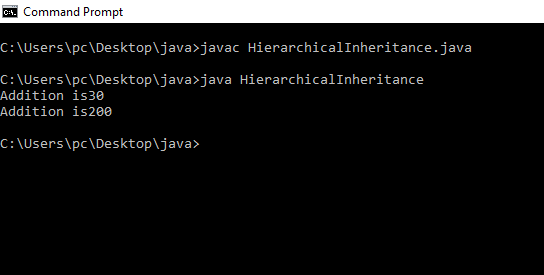 Command Prompt
C:\Users\pc\Desktop\java>javac HierarchicalInheritance.java
C:\Users\pc\Desktop\java>java HierarchicalInheritance
Addition is30
Addition is200
C:\Users\pc\Desktop\java>